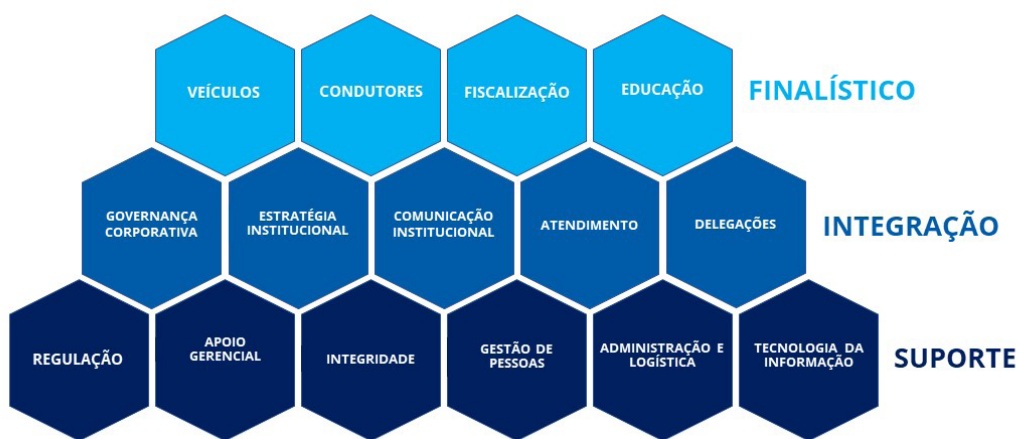 VEÍCULOS
CONDUTORES
FISCALIZAÇÃO
EDUCAÇÃO
FINALÍSTICO
GOVERNANÇA
CORPORATIVA
ESTRATÉGIA
INSTITUCIONAL
COMUNICAÇÃO
INSTITUCIONAL
ATENDIMENTO
DELEGAÇÕES
INTEGRAÇÃO
REGULAÇÃO
APOIO
GERENCIAL
INTEGRIDADE
GESTÃO DE
PESSOAS
ADMINISTRAÇÃO E
LOGÍSTICA
TECNOLOGIA DA
INFORMAÇÃO
SUPORTE